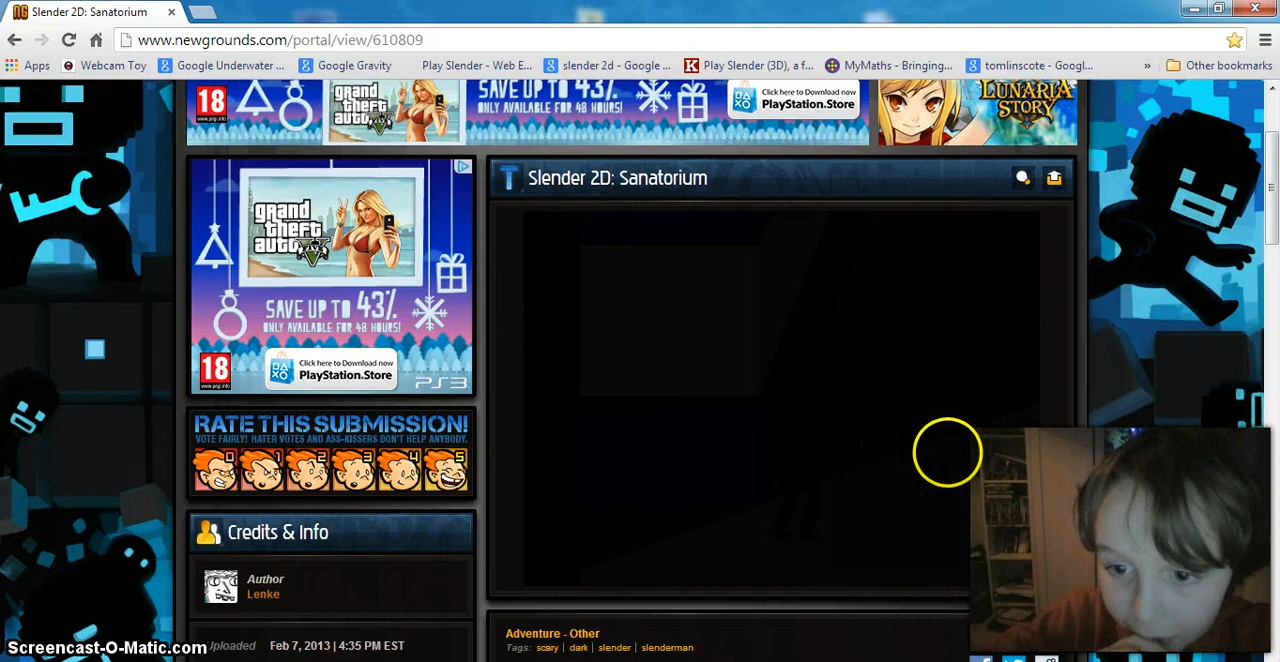 Slender 2D: Sanatorium
www.newgrounds.com/portal/view/610809
Apps Webcam Toy Google Underwater ... Google Gravity Play Slender - Web E... slender 2d - Google ... Play Slender (3D), a f... MyMaths - Bringing... tomlinscote - Googl... » Other bookmarks
18
grand theft auto V
SAVE UP TO 43%
ONLY AVAILABLE FOR 48 HOURS!
Click here to Download now
PlayStation.Store
LUNARIA STORY
grand theft auto V
SAVE UP TO 43%
ONLY AVAILABLE FOR 48 HOURS!
18
www.pegi.info
Click here to Download now
PlayStation.Store
PS3
Slender 2D: Sanatorium
RATE THIS SUBMISSION!
VOTE FAIRLY! HATER VOTES AND ASS-KISSERS DON'T HELP ANYBODY.
0 1 2 3 4 5
Credits & Info
Author
Lenke
Uploaded Feb 7, 2013 | 4:35 PM EST
Adventure - Other
Tags: scary dark slender slenderman
Screencast-O-Matic.com